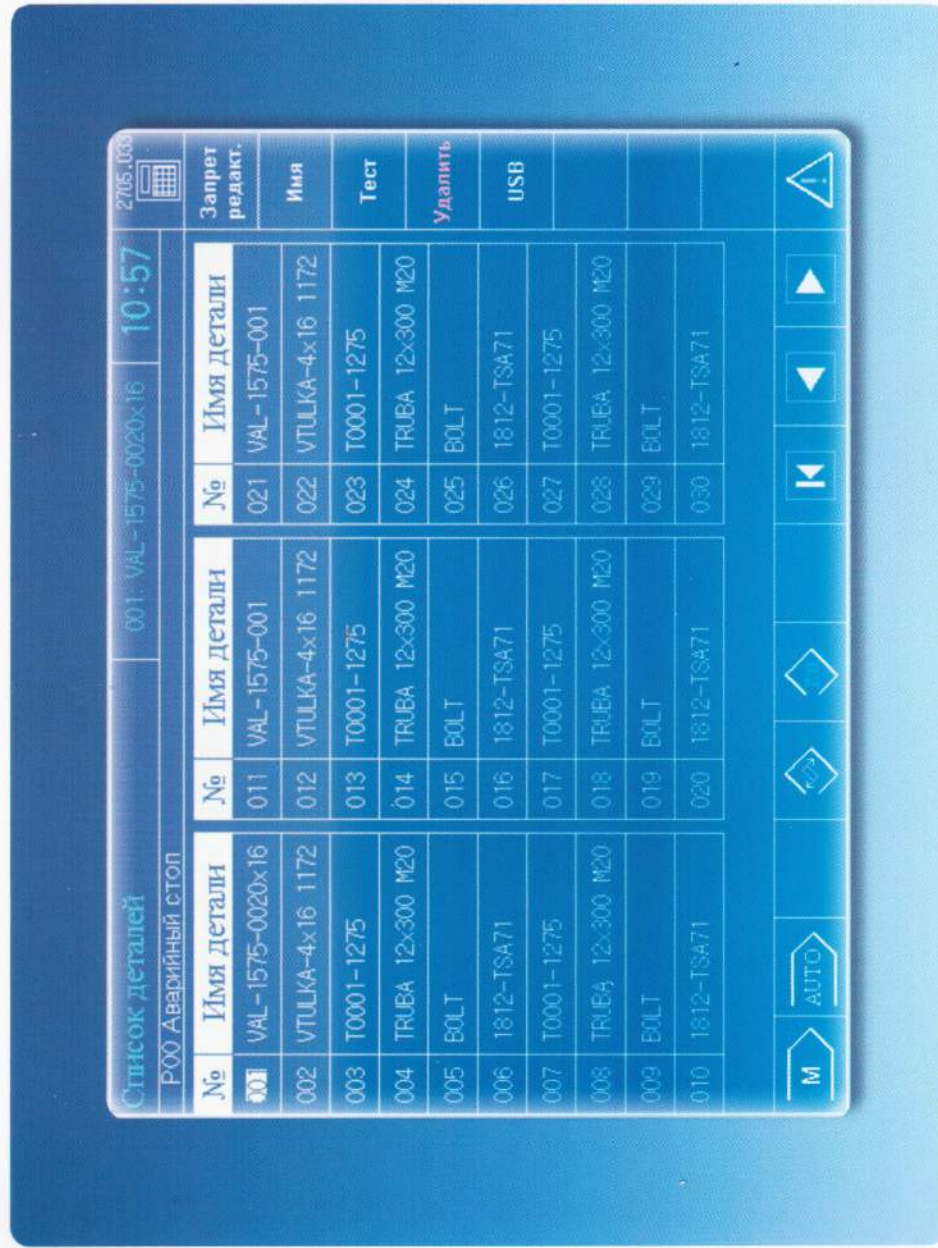 Список деталей 001: VAL-1575-0020x16 10:57 2705.033
P00 Аварийный стоп
№ Имя детали № Имя детали № Имя детали Запрет редакт.
001 VAL-1575-0020x16 011 VAL-1575-001 021 VAL-1575-001
002 VTULKA-4x16 1172 012 VTULKA-4x16 1172 022 VTULKA-4x16 1172 Имя
003 T0001-1275 013 T0001-1275 023 T0001-1275 Тест
004 TRUBA 12x300 M20 014 TRUBA 12x300 M20 024 TRUBA 12x300 M20
005 BOLT 015 BOLT 025 BOLT Удалить
006 1812-TSA71 016 1812-TSA71 026 1812-TSA71 USB
007 T0001-1275 017 T0001-1275 027 T0001-1275
008 TRUBA 12x300 M20 018 TRUBA 12x300 M20 028 TRUBA 12x300 M20
009 BOLT 019 BOLT 029 BOLT
010 1812-TSA71 020 1812-TSA71 030 1812-TSA71
M AUTO